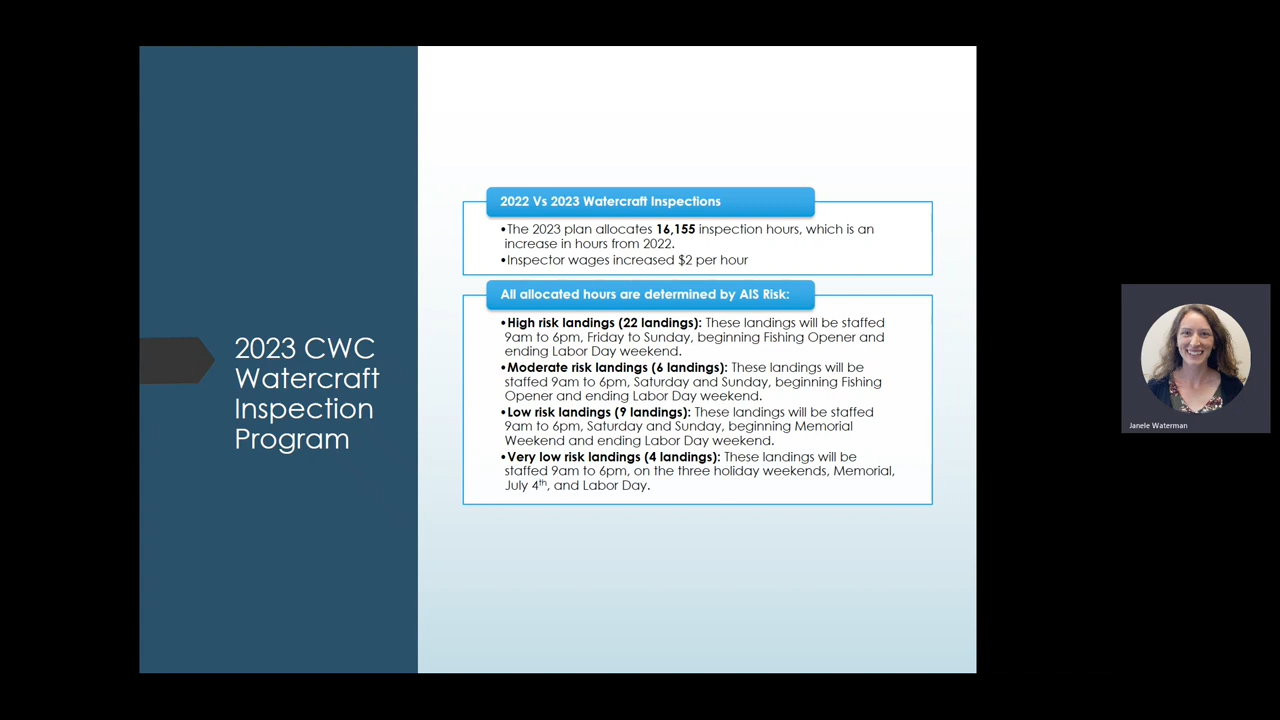 2023 CWC
Watercraft
Inspection
Program
2022 Vs 2023 Watercraft Inspections
•The 2023 plan allocates 16,155 inspection hours, which is an
increase in hours from 2022.
•Inspector wages increased $2 per hour
All allocated hours are determined by AIS Risk:
•High risk landings (22 landings): These landings will be staffed
9am to 6pm, Friday to Sunday, beginning Fishing Opener and
ending Labor Day weekend.
•Moderate risk landings (6 landings): These landings will be
staffed 9am to 6pm, Saturday and Sunday, beginning Fishing
Opener and ending Labor Day weekend.
•Low risk landings (9 landings): These landings will be staffed
9am to 6pm, Saturday and Sunday, beginning Memorial
Weekend and ending Labor Day weekend.
•Very low risk landings (4 landings): These landings will be
staffed 9am to 6pm, on the three holiday weekends, Memorial,
July 4th, and Labor Day.
Janele Waterman